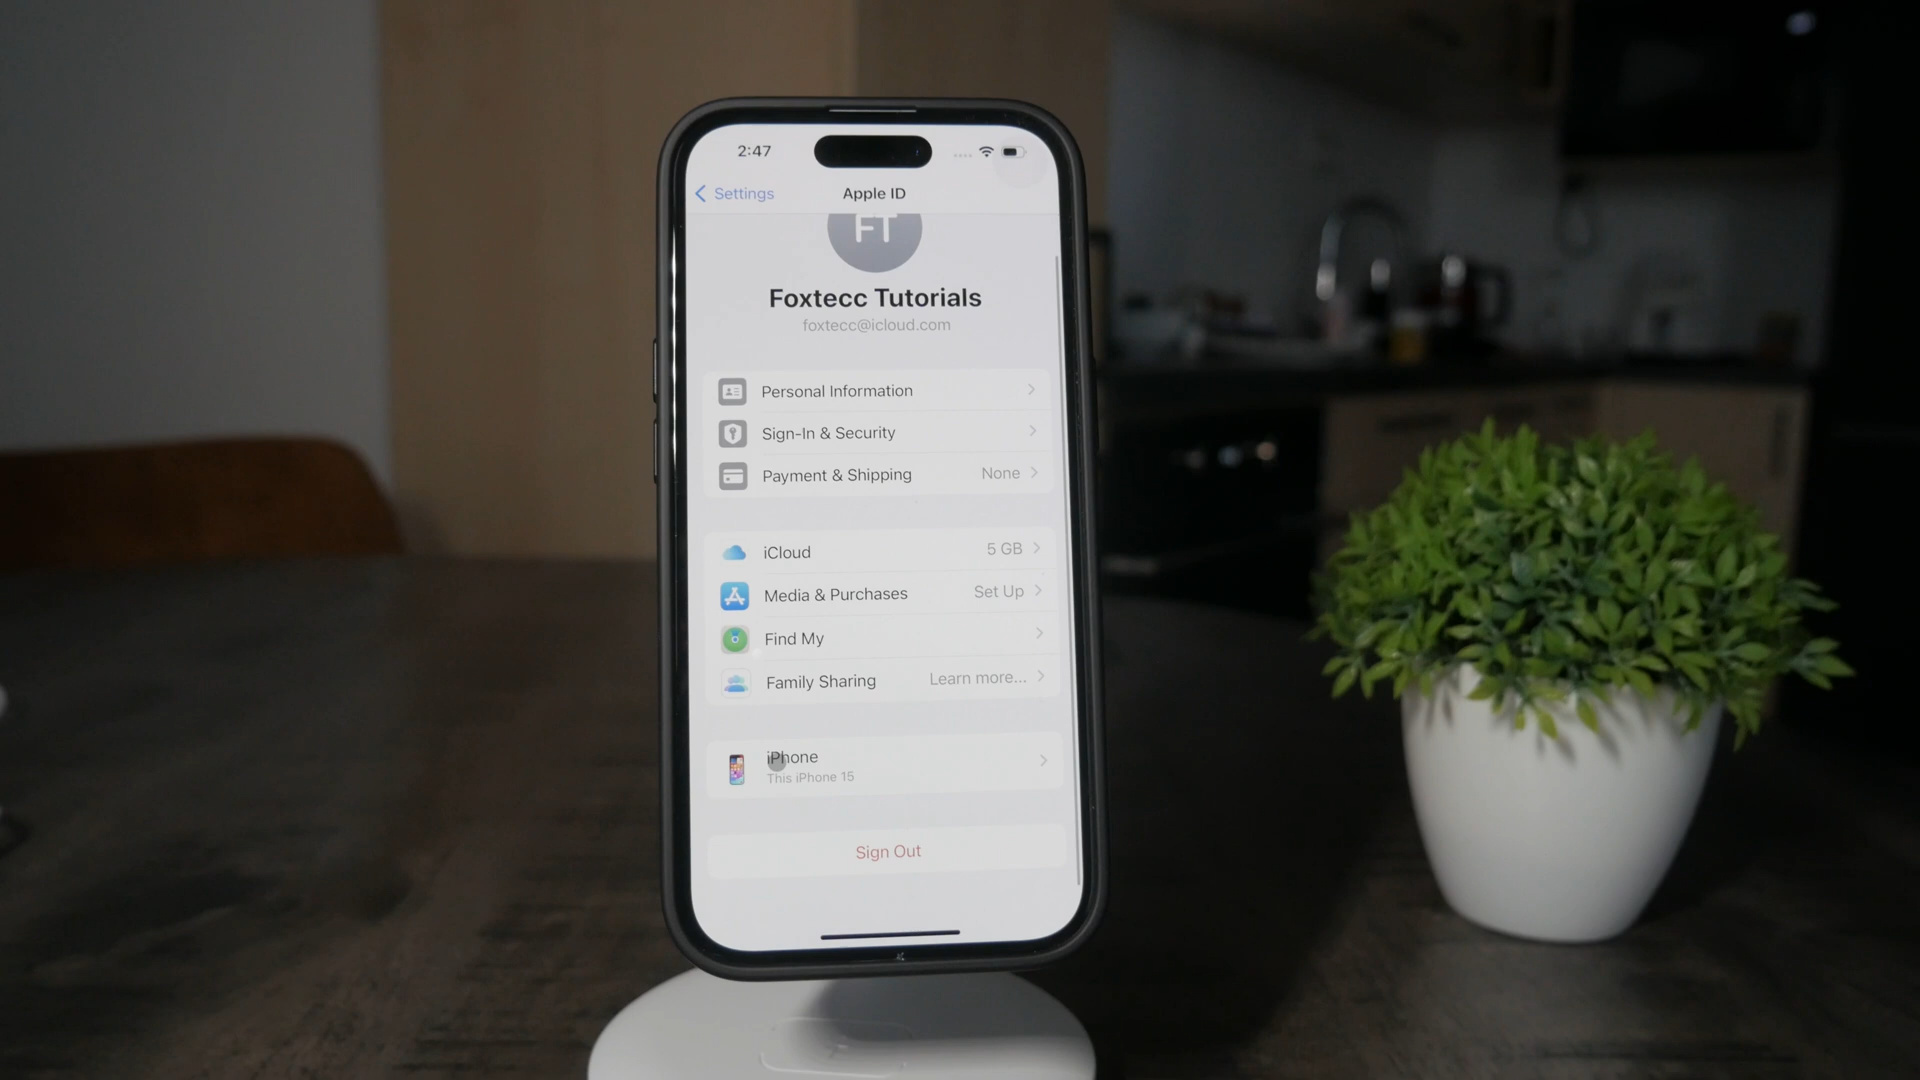 2:47
Settings
Apple ID
FT
Foxtecc Tutorials
foxtecc@icloud.com
Personal Information
Sign-In & Security
Payment & Shipping None
iCloud 5 GB
Media & Purchases Set Up
Find My
Family Sharing Learn more...
iPhone
This iPhone 15
Sign Out